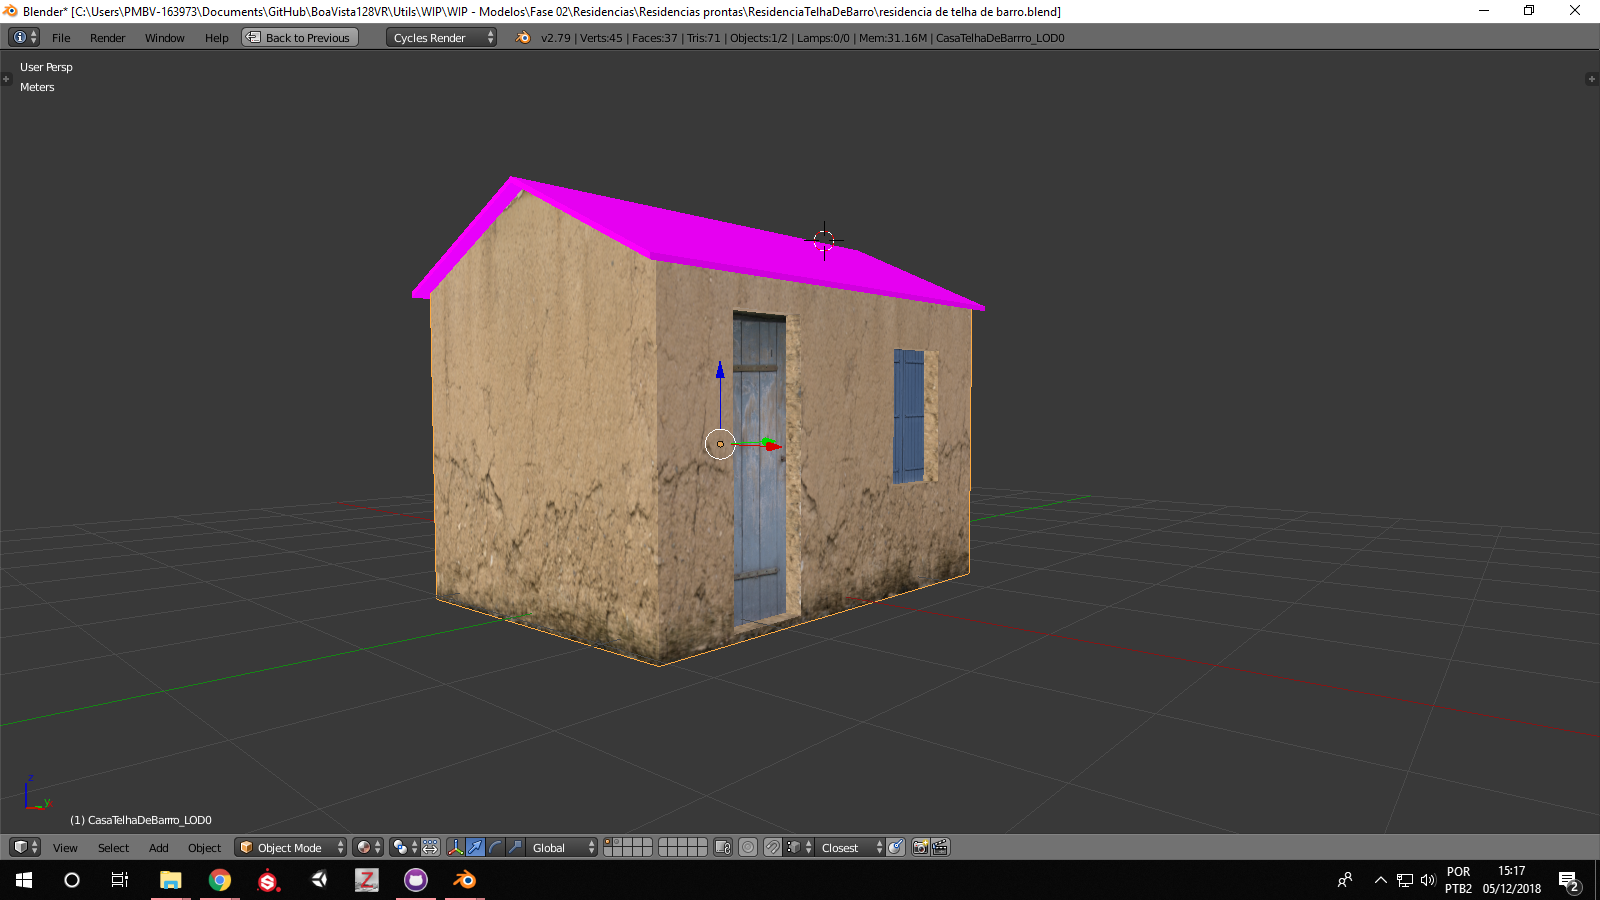 Blender* [C:\Users\PMBV-163973\Documents\GitHub\BoaVista128VR\Utils\WIP\WIP - Modelos\Fase 02\Residencias\Residencias prontas\ResidenciaTelhaDeBarro\residencia de telha de barro.blend]
File Render Window Help Back to Previous Cycles Render v2.79 | Verts:45 | Faces:37 | Tris:71 | Objects:1/2 | Lamps:0/0 | Mem:31.16M | CasaTelhaDeBarrro_LOD0
User Persp
Meters
z
y
(1) CasaTelhaDeBarrro_LOD0
View Select Add Object Object Mode Global Closest
POR 15:17
PTB2 05/12/2018 2